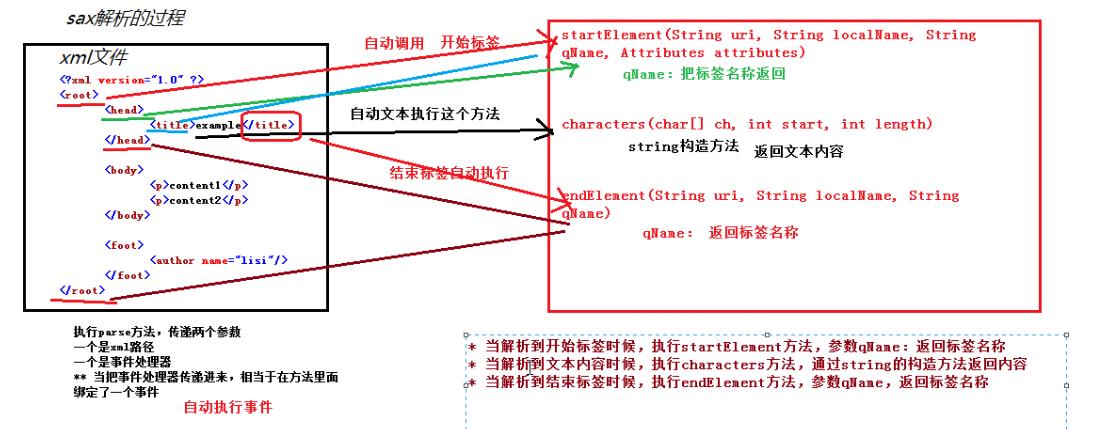 sax解析的过程
xml文件
<?xml version="1.0" ?>
<root>
<head>
<title>example</title>
</head>
<body>
<p>content1</p>
<p>content2</p>
</body>
<foot>
<author name="lisi"/>
</foot>
</root>
自动调用 开始标签
自动文本执行这个方法
结束标签自动执行
startElement(String uri, String localName, String
qName, Attributes attributes)
qName：把标签名称返回
characters(char[] ch, int start, int length)
string构造方法 返回文本内容
endElement(String uri, String localName, String
qName)
qName： 返回标签名称
执行parse方法，传递两个参数
一个是xml路径
一个是事件处理器
** 当把事件处理器传递进来，相当于在方法里面
绑定了一个事件
自动执行事件
* 当解析到开始标签时候，执行startElement方法，参数qName：返回标签名称
* 当解析到文本内容时候，执行characters方法，通过string的构造方法返回内容
* 当解析到结束标签时候，执行endElement方法，参数qName，返回标签名称